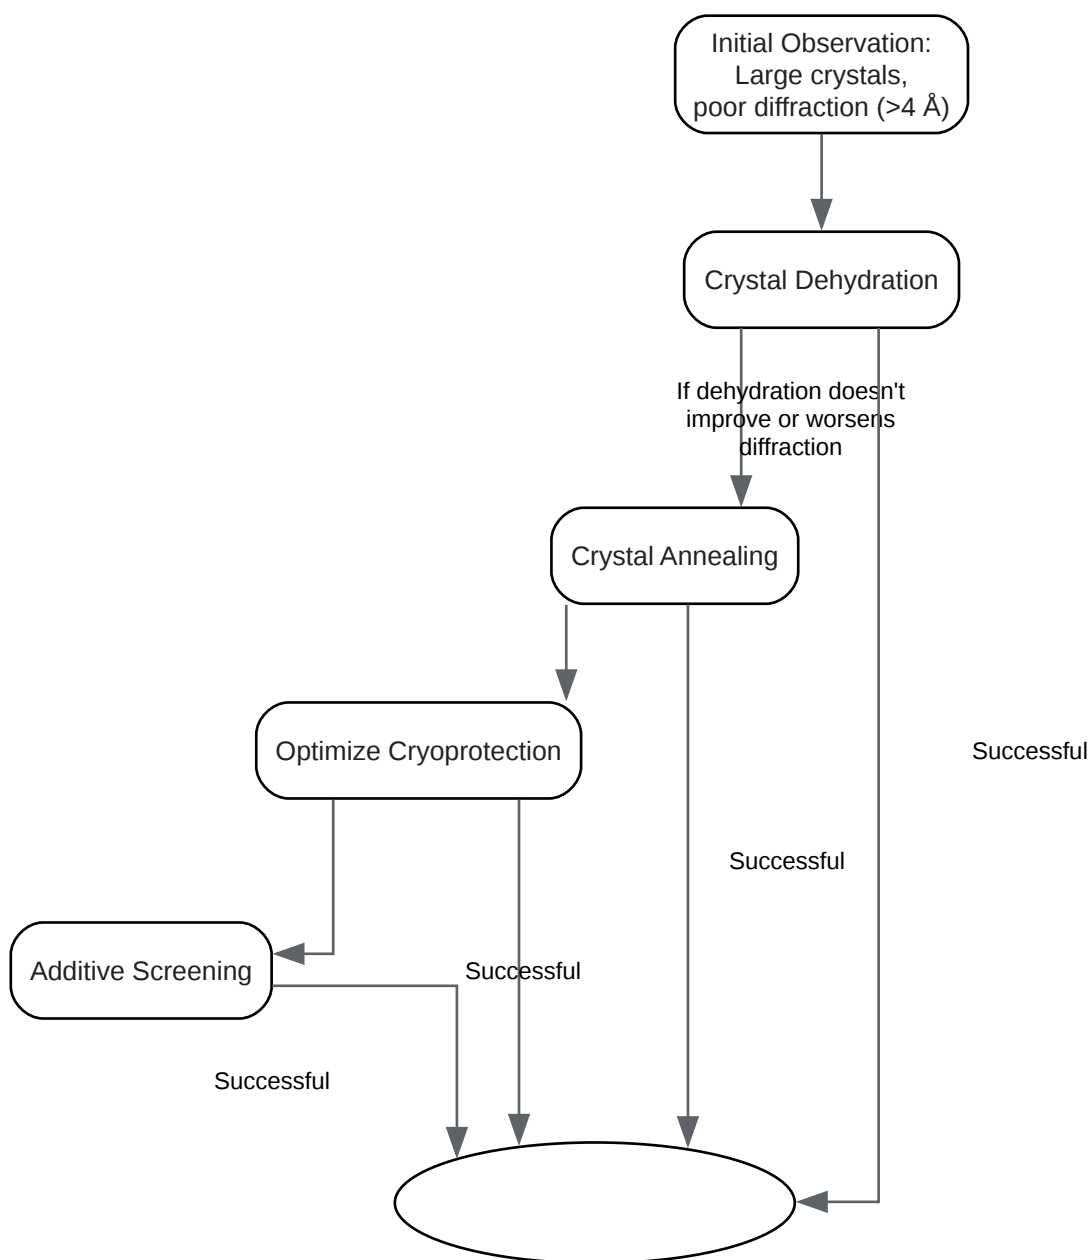 Initial Observation:
Large crystals,
poor diffraction (>4 Å)
Crystal Dehydration
If dehydration doesn't
improve or worsens
diffraction
Crystal Annealing
Optimize Cryoprotection
Successful
Successful
Additive Screening
Successful
Successful